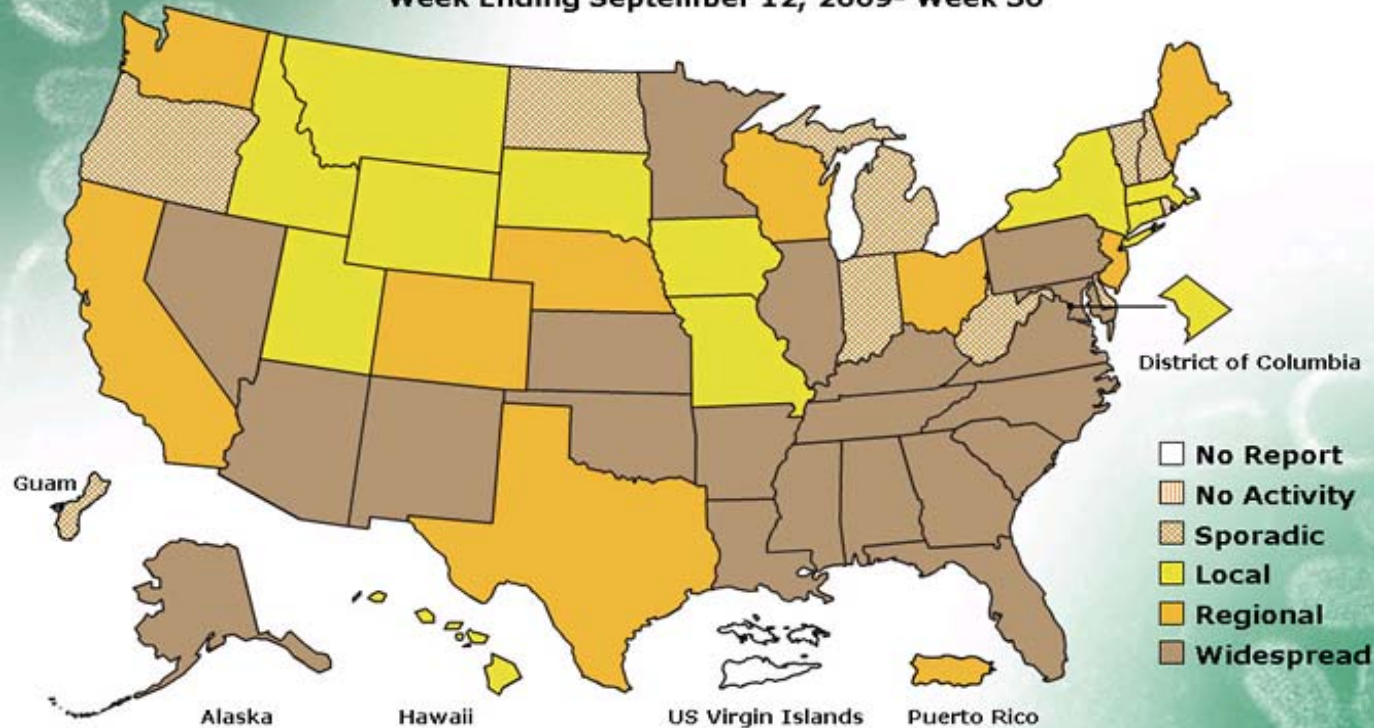 Week Ending September 12, 2009- Week 36
District of Columbia
No Report
No Activity
Sporadic
Local
Regional
Widespread
Guam
Alaska
Hawaii
US Virgin Islands
Puerto Rico